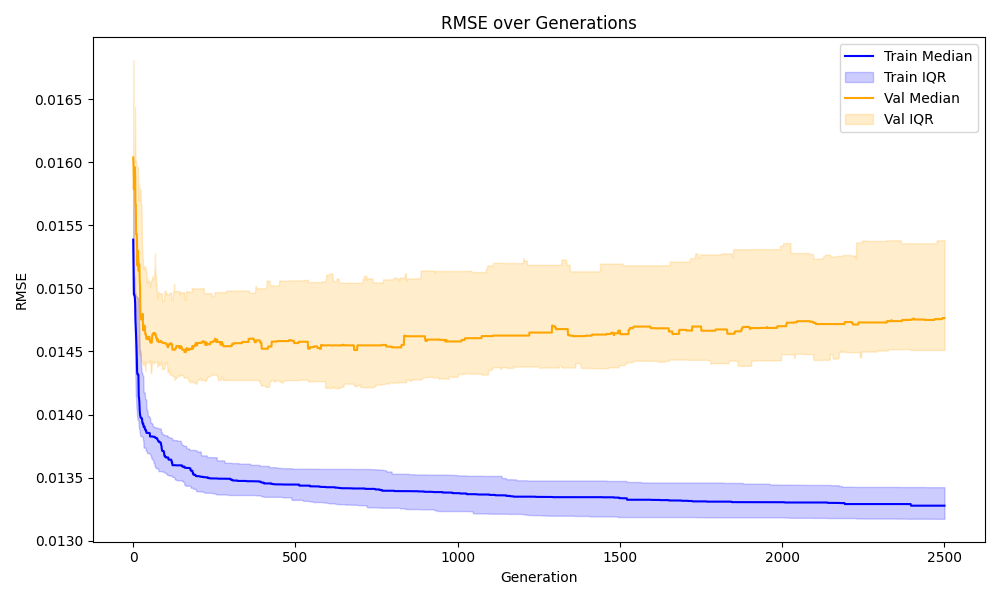 RMSE over Generations
Train Median
Train IQR
Val Median
Val IQR
RMSE
0.0165
0.0160
0.0155
0.0150
0.0145
0.0140
0.0135
0.0130
0
500
1000
1500
2000
2500
Generation